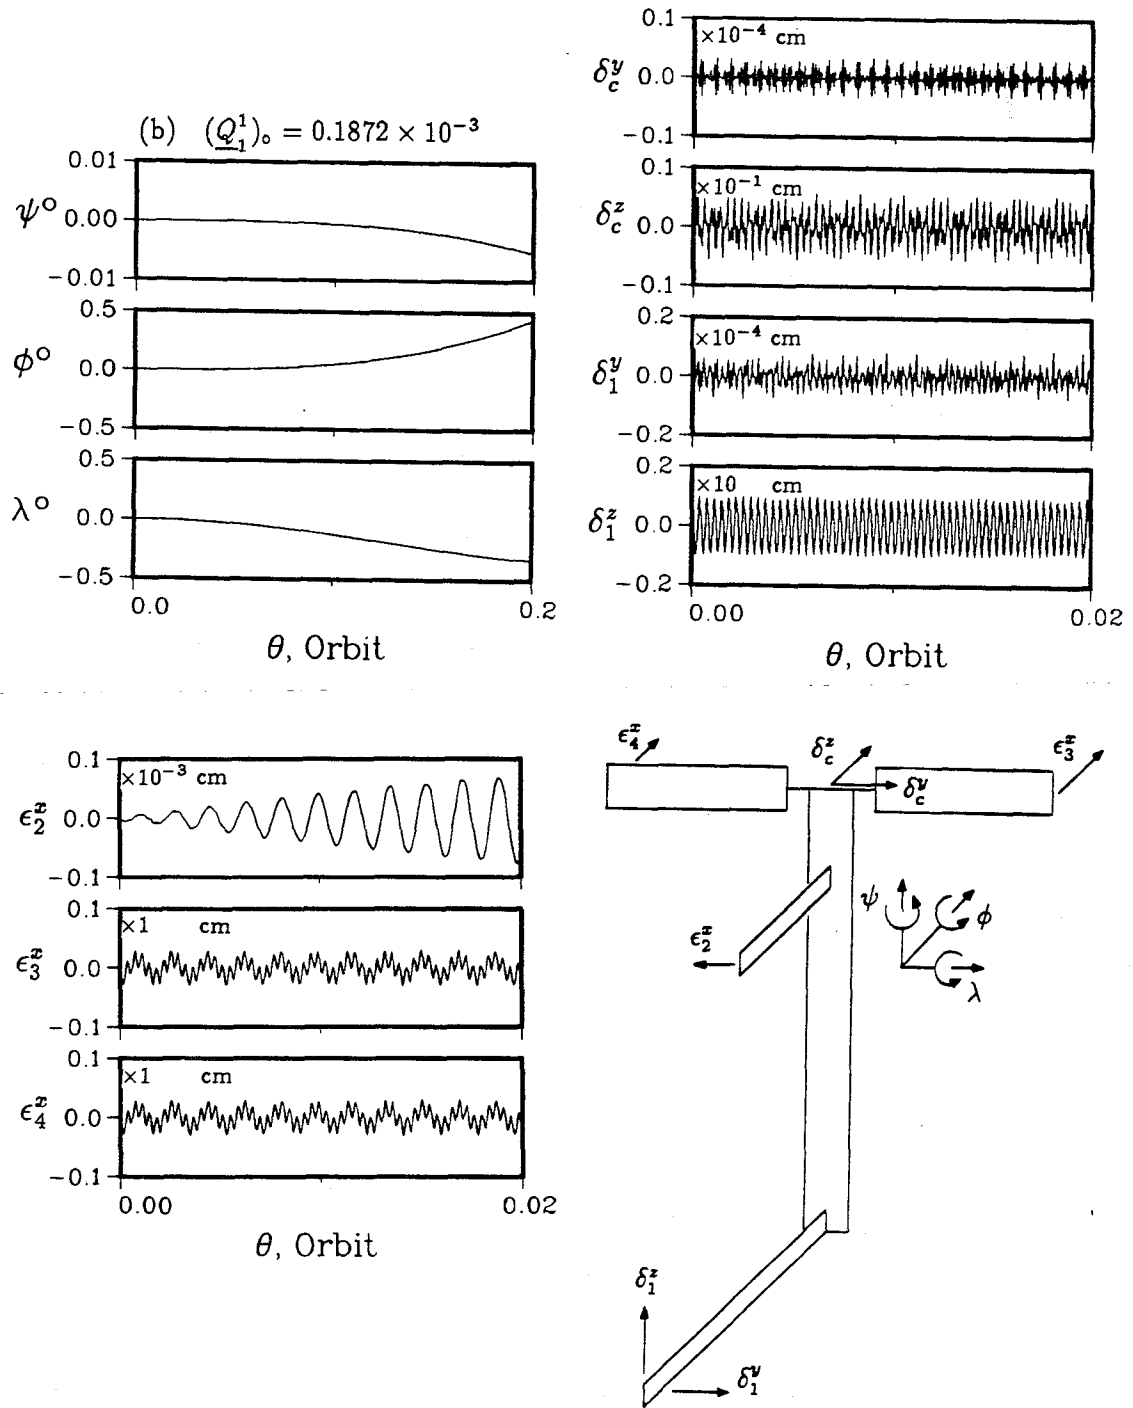 (b) (Q̲₁¹)ₒ = 0.1872 × 10⁻³
0.01
ψ° 0.00
−0.01
0.5
φ° 0.0
−0.5
0.5
λ° 0.0
−0.5
0.0 0.2
θ, Orbit
0.1
×10⁻⁴ cm
δ_c^y 0.0
−0.1
0.1
×10⁻¹ cm
δ_c^z 0.0
−0.1
0.2
×10⁻⁴ cm
δ_1^y 0.0
−0.2
0.2
×10 cm
δ_1^z 0.0
−0.2
0.00 0.02
θ, Orbit
0.1
×10⁻³ cm
ε_2^x 0.0
−0.1
0.1
×1 cm
ε_3^x 0.0
−0.1
0.1
×1 cm
ε_4^x 0.0
−0.1
0.00 0.02
θ, Orbit
ε_4^x δ_c^z ε_3^x
δ_c^y
ψ φ
ε_2^x
λ
δ_1^z
δ_1^y